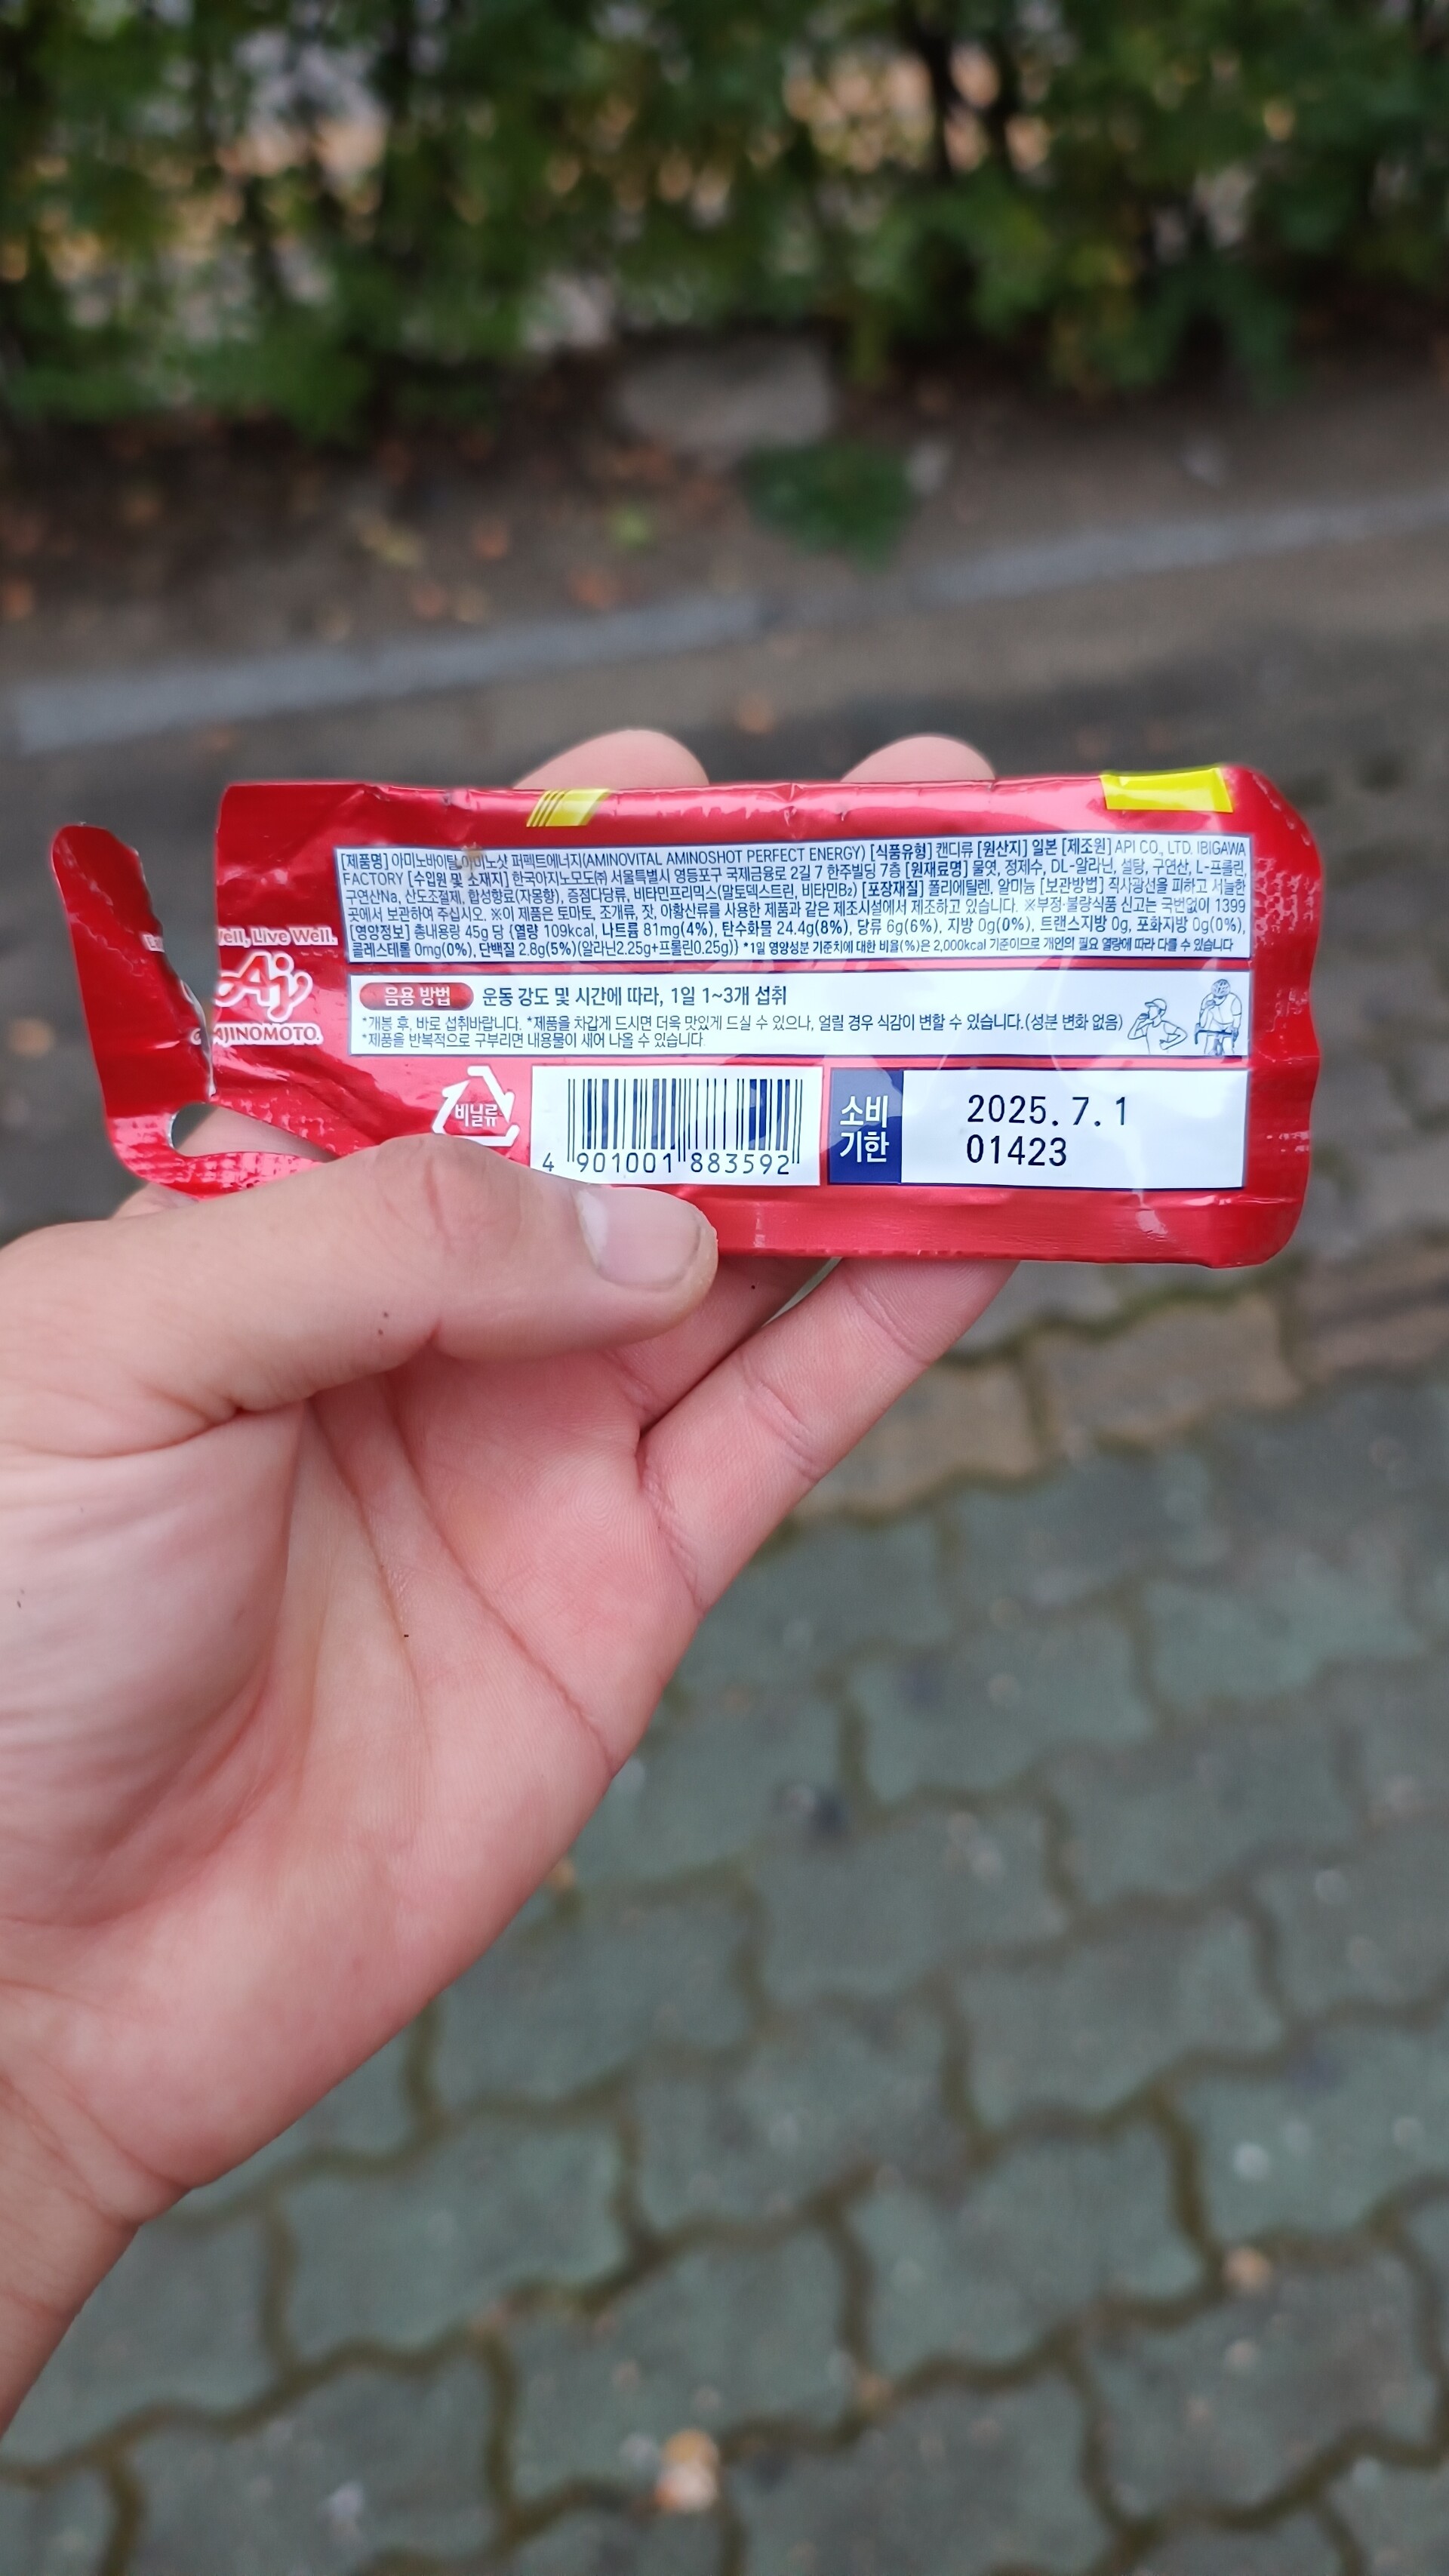 [제품명] 아미노바이탈 아미노샷 퍼펙트에너지(AMINOVITAL AMINOSHOT PERFECT ENERGY) [식품유형] 캔디류 [원산지] 일본 [제조원] API CO., LTD. IBIGAWA
FACTORY [수입원 및 소재지] 한국아지노모도㈜ 서울특별시 영등포구 국제금융로 2길 7 한주빌딩 7층 [원재료명] 물엿, 정제수, DL-알라닌, 설탕, 구연산, L-프롤린,
구연산Na, 산도조절제, 합성향료(자몽향), 증점다당류, 비타민프리믹스(말토덱스트린, 비타민B₂) [포장재질] 폴리에틸렌, 알미늄 [보관방법] 직사광선을 피하고 서늘한
곳에서 보관하여 주십시오. ※이 제품은 토마토, 조개류, 잣, 아황산류를 사용한 제품과 같은 제조시설에서 제조하고 있습니다. ※부정·불량식품 신고는 국번없이 1399
[영양정보] 총내용량 45g 당 {열량 109kcal, 나트륨 81mg(4%), 탄수화물 24.4g(8%), 당류 6g(6%), 지방 0g(0%), 트랜스지방 0g, 포화지방 0g(0%),
콜레스테롤 0mg(0%), 단백질 2.8g(5%)(알라닌2.25g+프롤린0.25g)} *1일 영양성분 기준치에 대한 비율(%)은 2,000kcal 기준이므로 개인의 필요 열량에 따라 다를 수 있습니다
Well, Live Well.
Aj
AJINOMOTO.
음용 방법 운동 강도 및 시간에 따라, 1일 1~3개 섭취
*개봉 후, 바로 섭취바랍니다. *제품을 차갑게 드시면 더욱 맛있게 드실 수 있으나, 얼릴 경우 식감이 변할 수 있습니다.(성분 변화 없음)
*제품을 반복적으로 구부리면 내용물이 새어 나올 수 있습니다.
비닐류
4 901001 883592
소비
기한
2025. 7. 1
01423